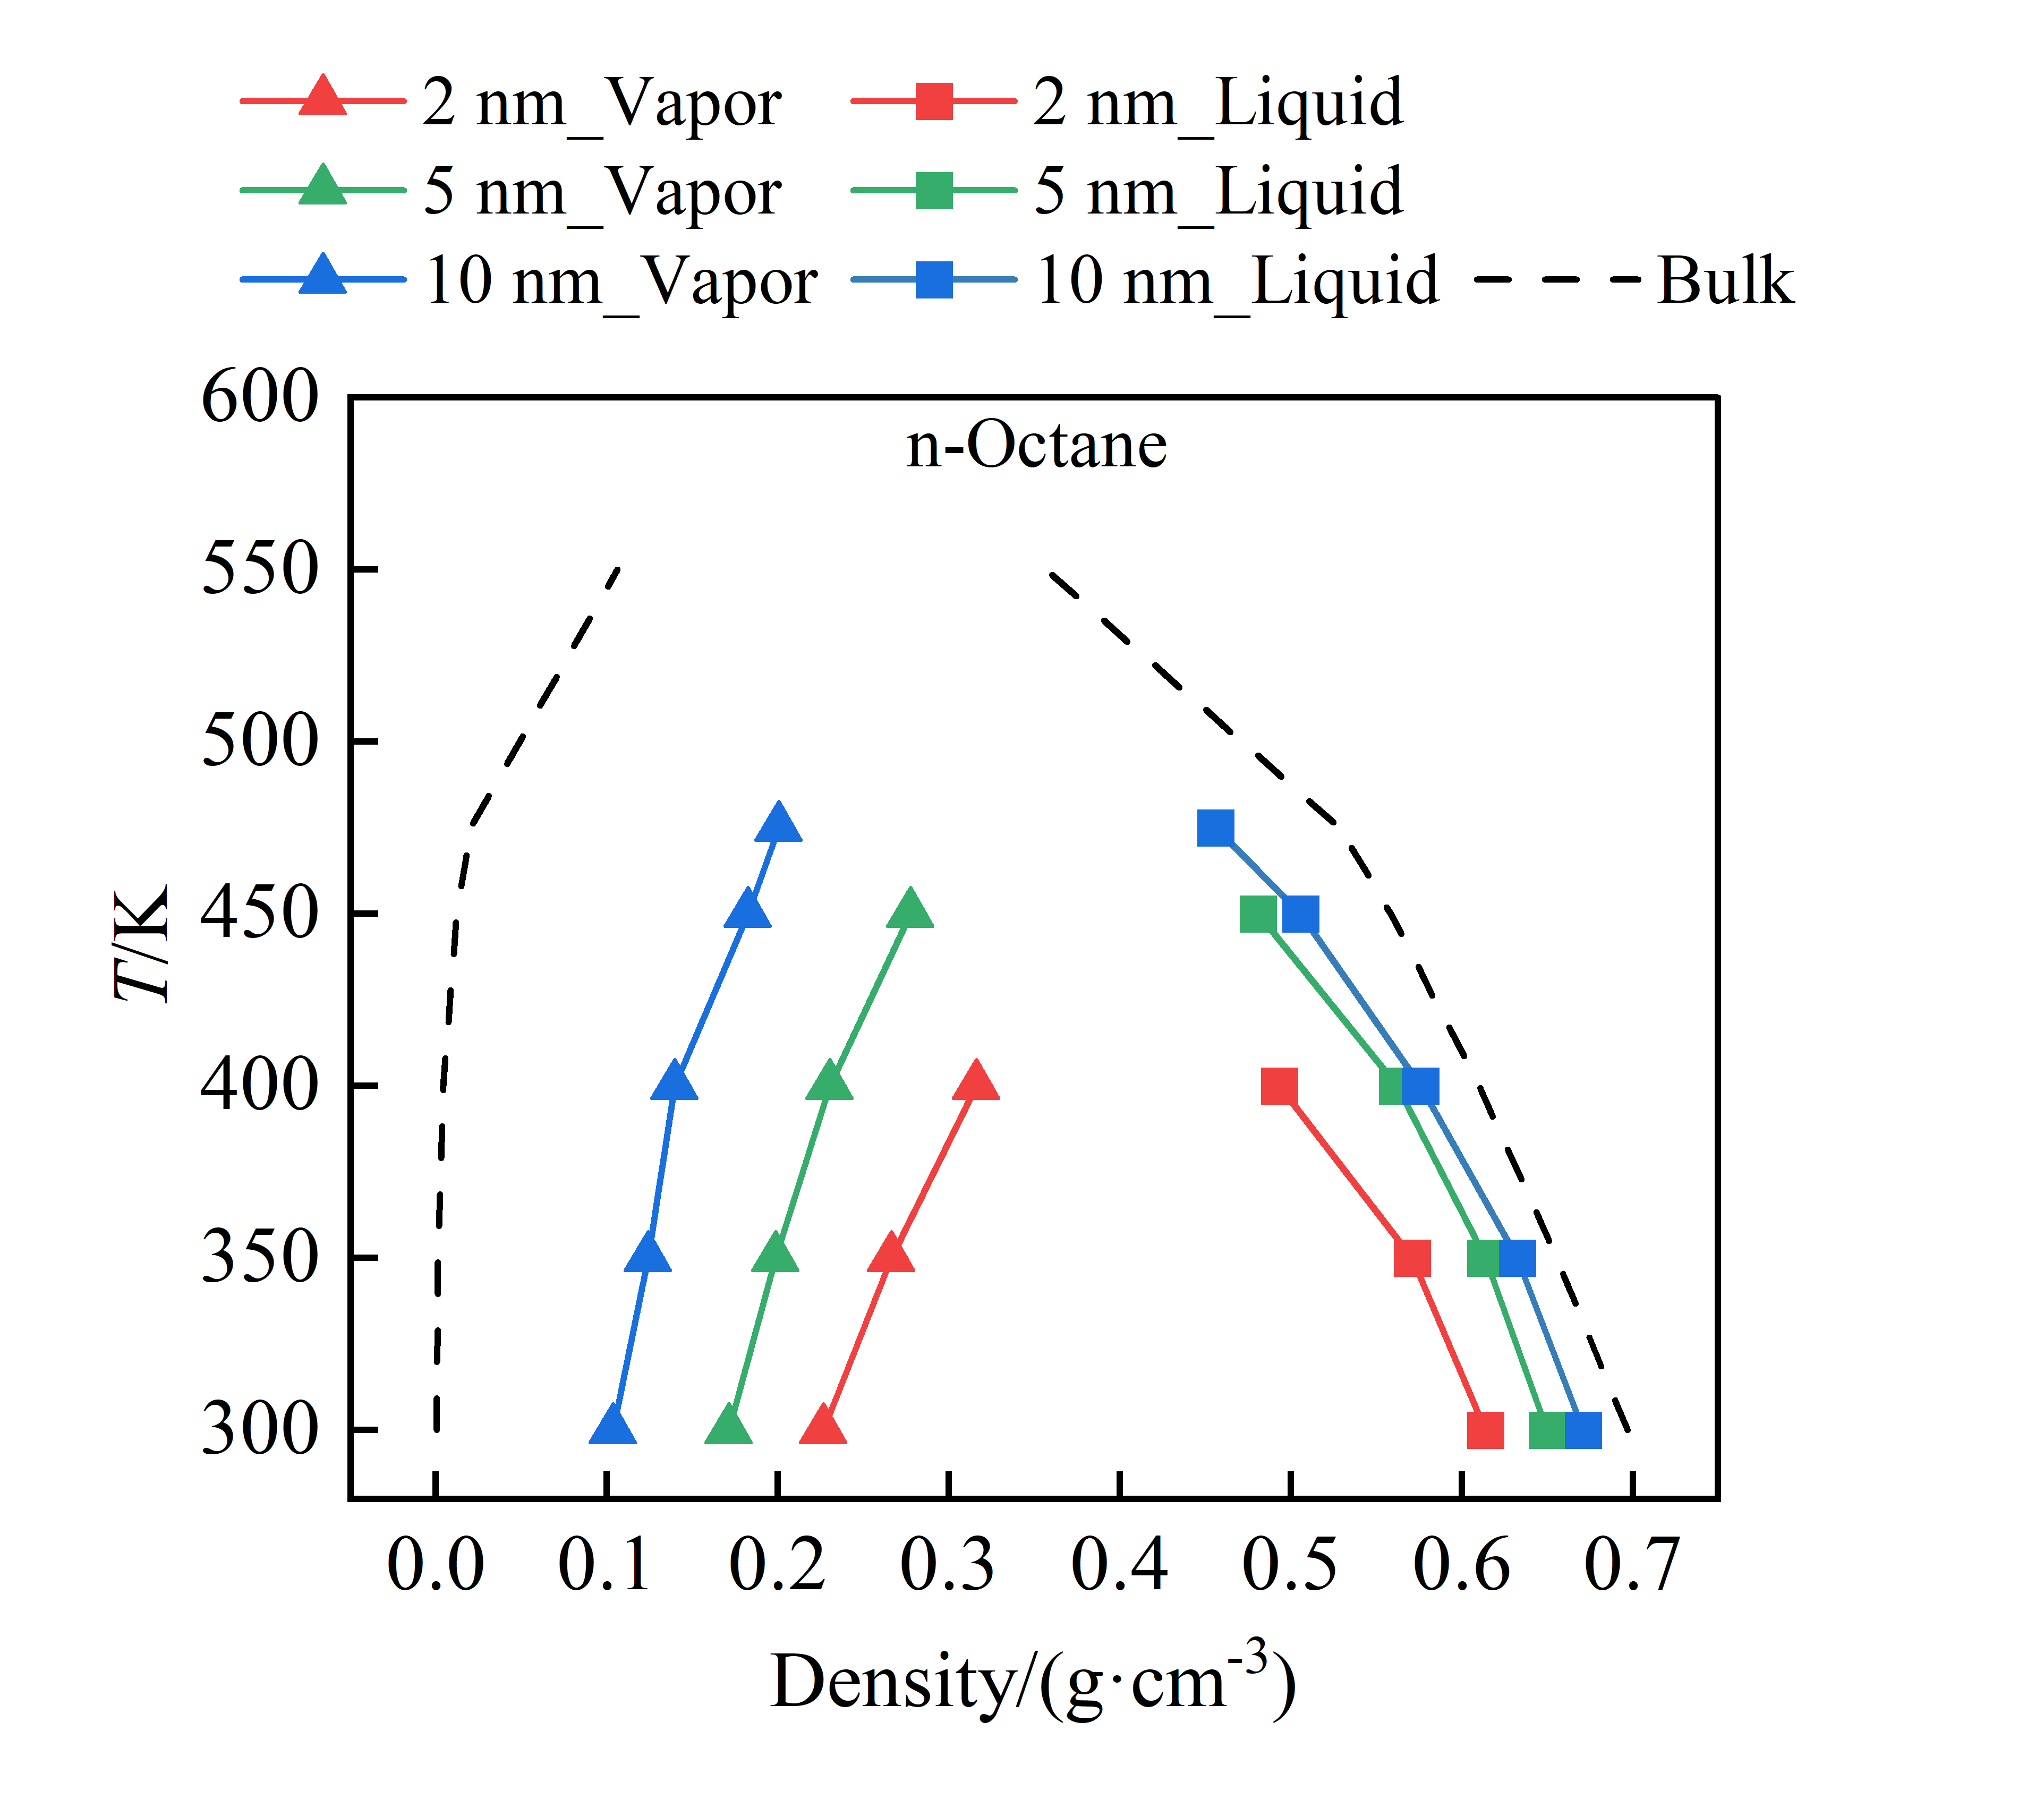 2 nm_Vapor 2 nm_Liquid
5 nm_Vapor 5 nm_Liquid
10 nm_Vapor 10 nm_Liquid Bulk
n-Octane
600
550
500
450
400
350
300
T/K
0.0 0.1 0.2 0.3 0.4 0.5 0.6 0.7
Density/(g·cm⁻³)